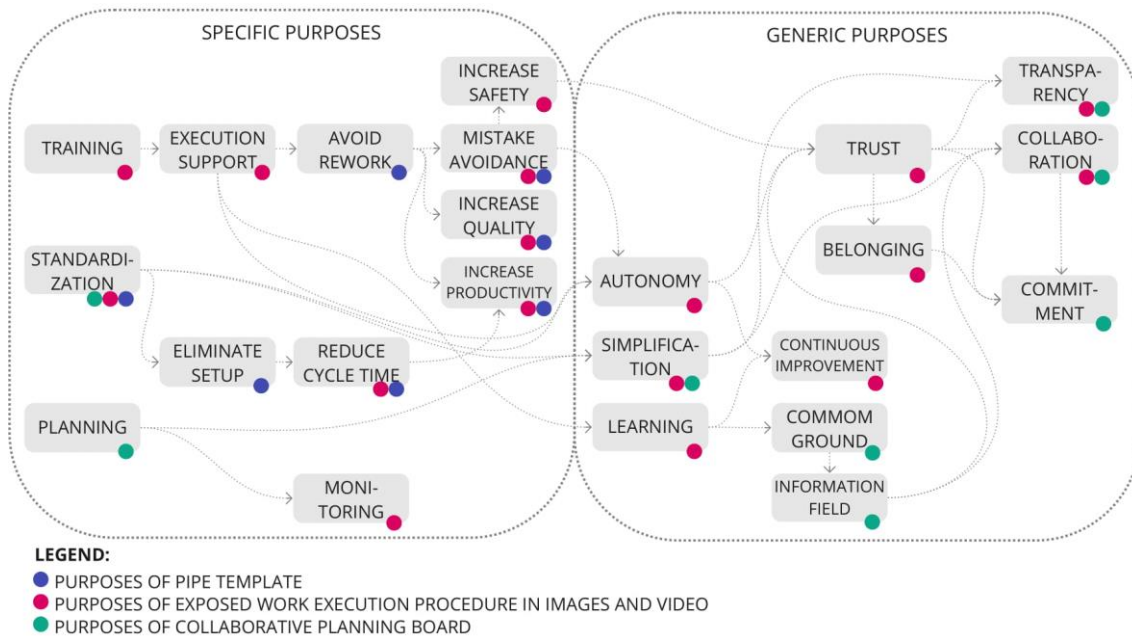 SPECIFIC PURPOSES
GENERIC PURPOSES
INCREASE
SAFETY
TRANSPA-
RENCY
TRAINING
EXECUTION
SUPPORT
AVOID
REWORK
MISTAKE
AVOIDANCE
TRUST
COLLABO-
RATION
INCREASE
QUALITY
BELONGING
STANDARDI-
ZATION
INCREASE
PRODUCTIVITY
AUTONOMY
COMMIT-
MENT
ELIMINATE
SETUP
REDUCE
CYCLE TIME
SIMPLIFICA-
TION
CONTINUOUS
IMPROVEMENT
PLANNING
LEARNING
COMMOM
GROUND
MONI-
TORING
INFORMATION
FIELD
LEGEND:
PURPOSES OF PIPE TEMPLATE
PURPOSES OF EXPOSED WORK EXECUTION PROCEDURE IN IMAGES AND VIDEO
PURPOSES OF COLLABORATIVE PLANNING BOARD